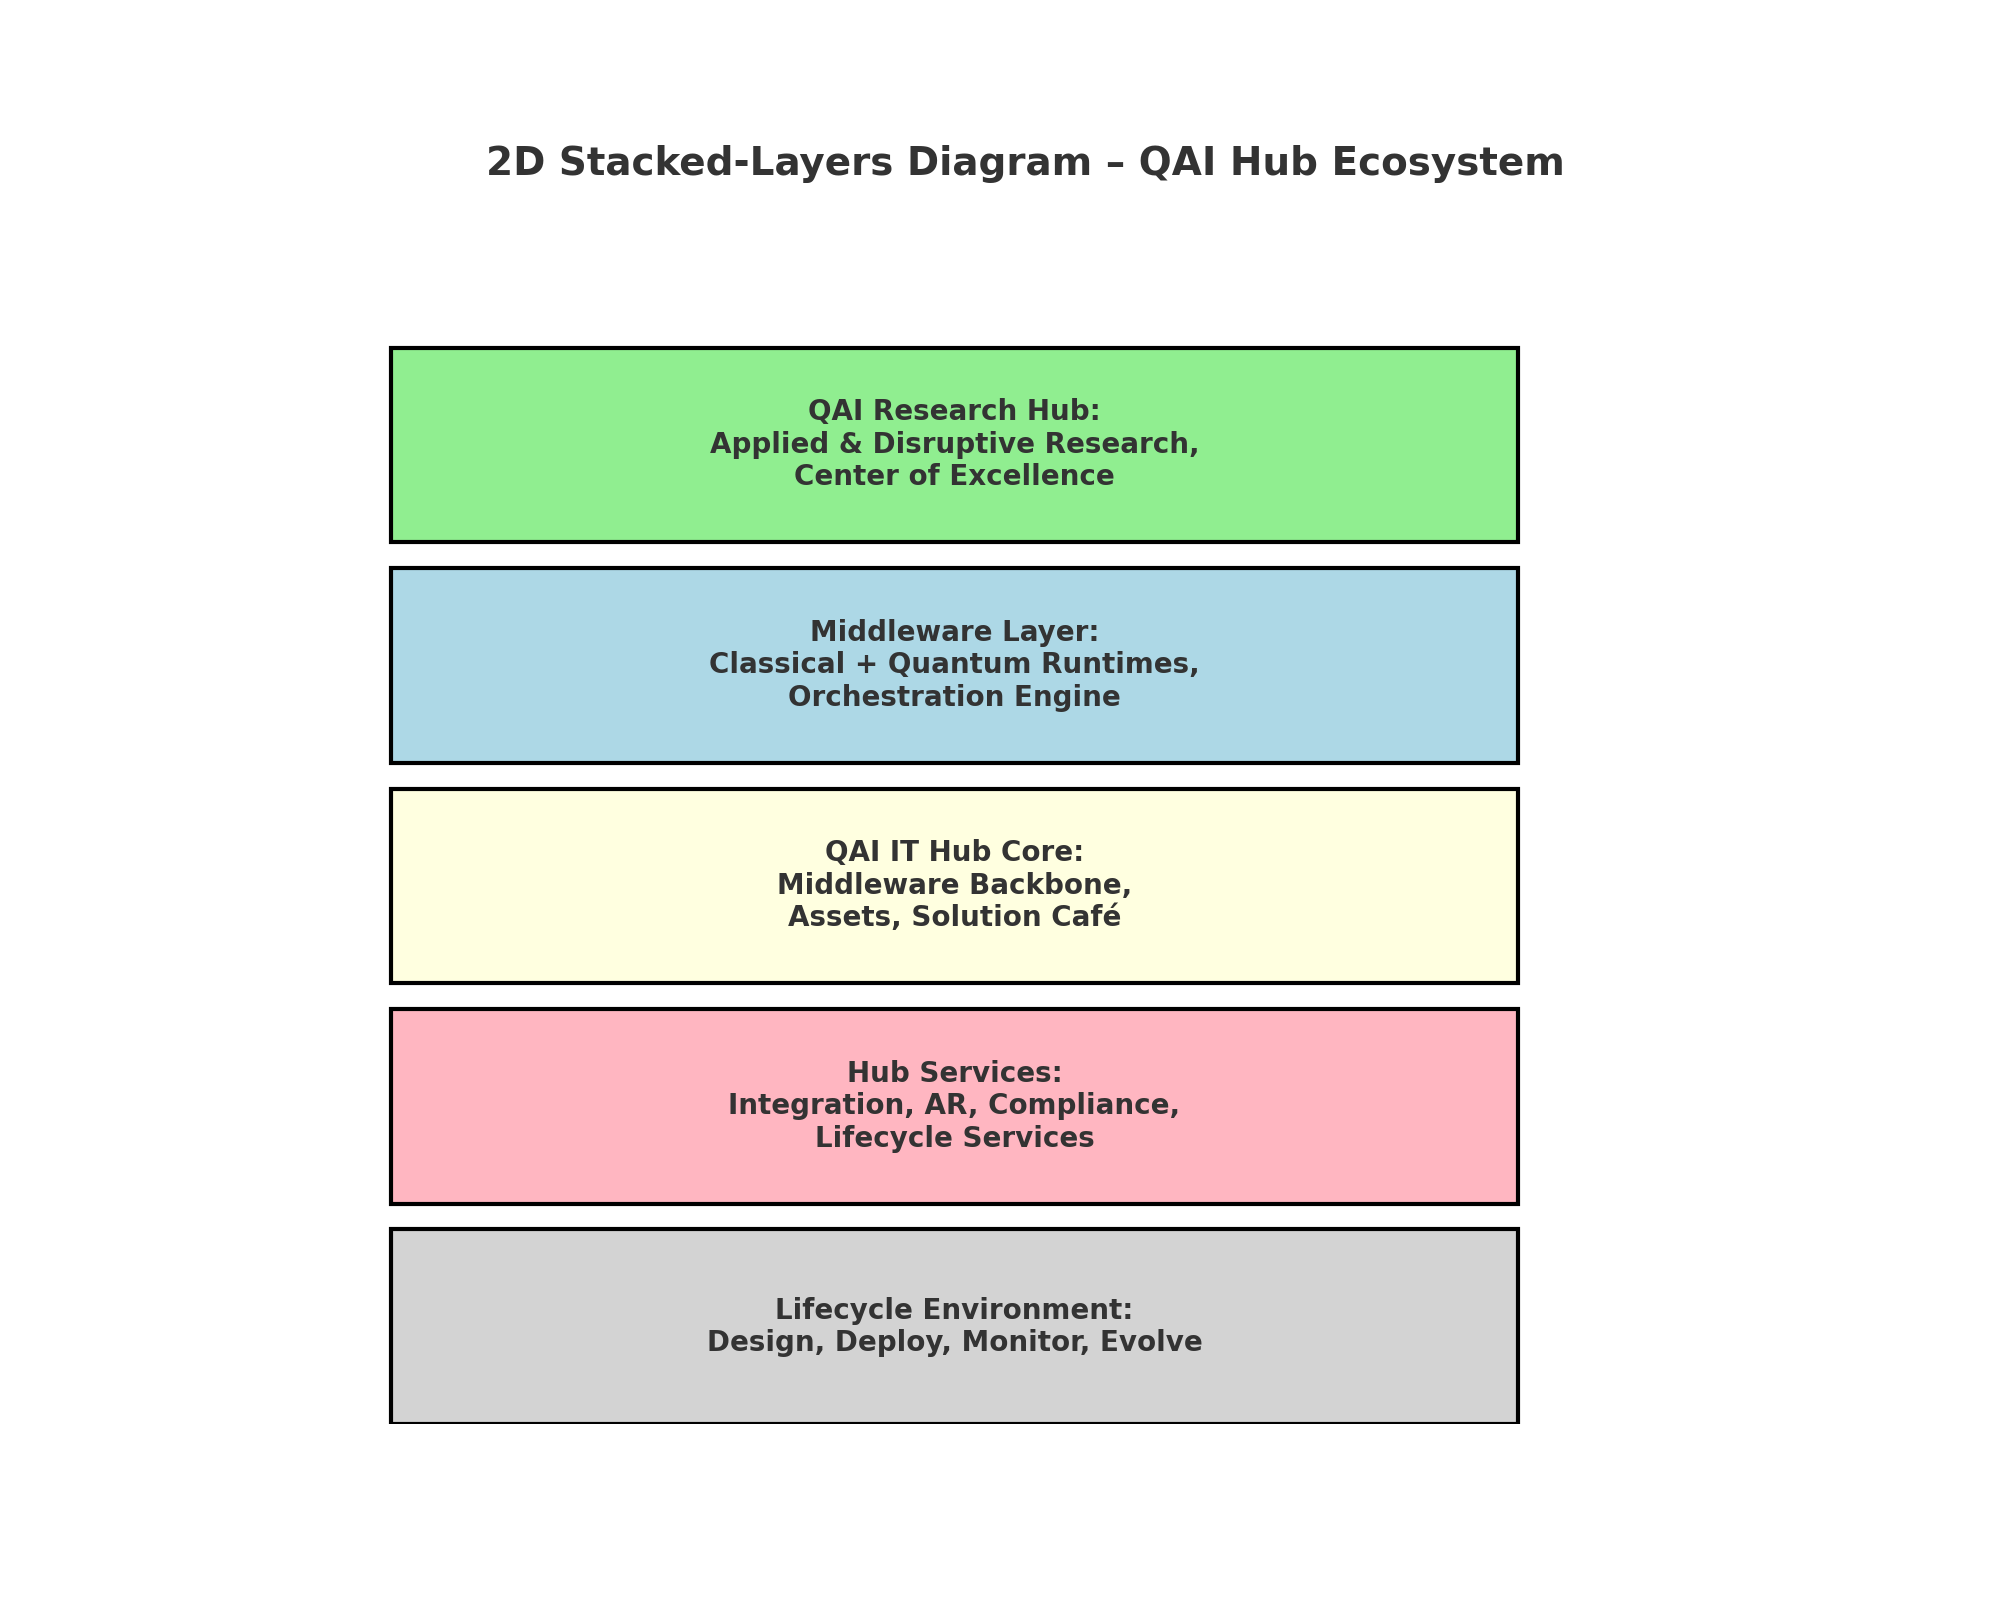 2D Stacked-Layers Diagram – QAI Hub Ecosystem
QAI Research Hub:
Applied & Disruptive Research,
Center of Excellence
Middleware Layer:
Classical + Quantum Runtimes,
Orchestration Engine
QAI IT Hub Core:
Middleware Backbone,
Assets, Solution Café
Hub Services:
Integration, AR, Compliance,
Lifecycle Services
Lifecycle Environment:
Design, Deploy, Monitor, Evolve